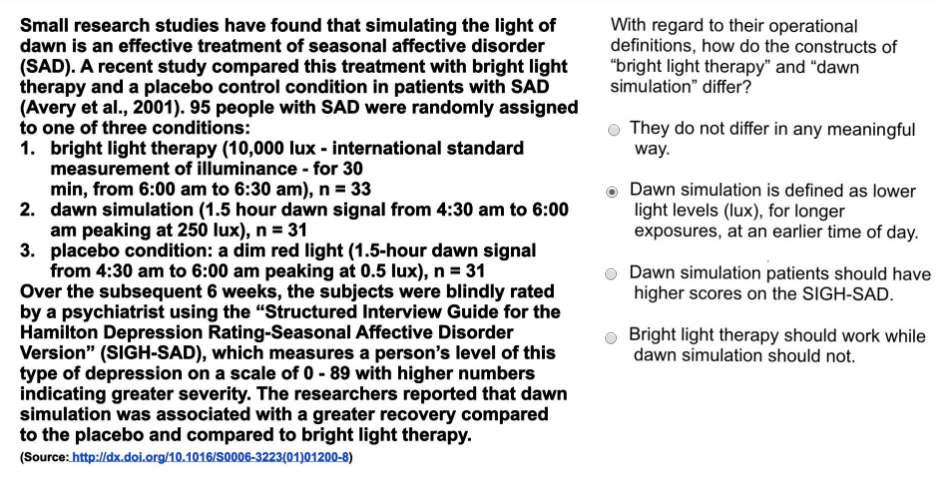 Small research studies have found that simulating the light of
dawn is an effective treatment of seasonal affective disorder
(SAD). A recent study compared this treatment with bright light
therapy and a placebo control condition in patients with SAD
(Avery et al., 2001). 95 people with SAD were randomly assigned
to one of three conditions:
1. bright light therapy (10,000 lux - international standard
measurement of illuminance - for 30
min, from 6:00 am to 6:30 am), n = 33
2. dawn simulation (1.5 hour dawn signal from 4:30 am to 6:00
am peaking at 250 lux), n = 31
3. placebo condition: a dim red light (1.5-hour dawn signal
from 4:30 am to 6:00 am peaking at 0.5 lux), n = 31
Over the subsequent 6 weeks, the subjects were blindly rated
by a psychiatrist using the “Structured Interview Guide for the
Hamilton Depression Rating-Seasonal Affective Disorder
Version” (SIGH-SAD), which measures a person’s level of this
type of depression on a scale of 0 - 89 with higher numbers
indicating greater severity. The researchers reported that dawn
simulation was associated with a greater recovery compared
to the placebo and compared to bright light therapy.
(Source: http://dx.doi.org/10.1016/S0006-3223(01)01200-8)
With regard to their operational
definitions, how do the constructs of
“bright light therapy” and “dawn
simulation” differ?
They do not differ in any meaningful
way.
Dawn simulation is defined as lower
light levels (lux), for longer
exposures, at an earlier time of day.
Dawn simulation patients should have
higher scores on the SIGH-SAD.
Bright light therapy should work while
dawn simulation should not.